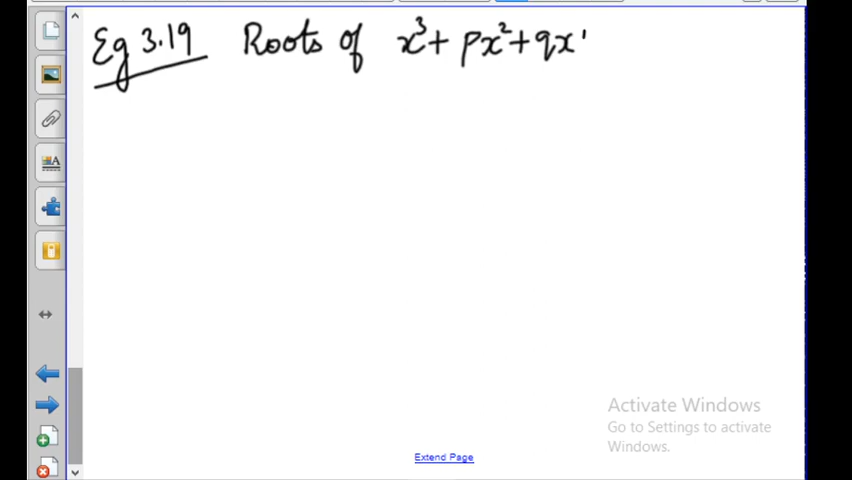 Eg 3.19 Roots of x³ + px² + qx
Activate Windows
Go to Settings to activate
Windows.
Extend Page